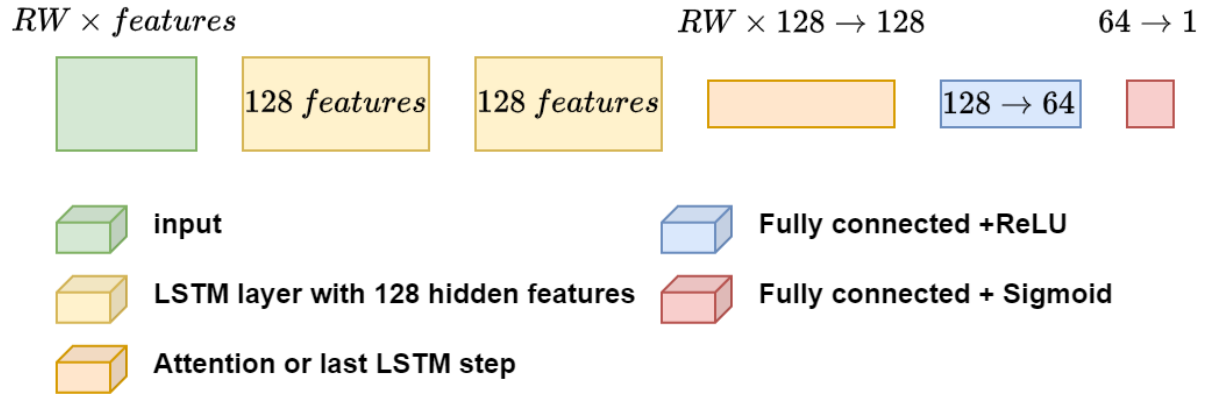 RW × features
RW × 128 → 128
64 → 1
128 features
128 features
128 → 64
input
Fully connected +ReLU
LSTM layer with 128 hidden features
Fully connected + Sigmoid
Attention or last LSTM step